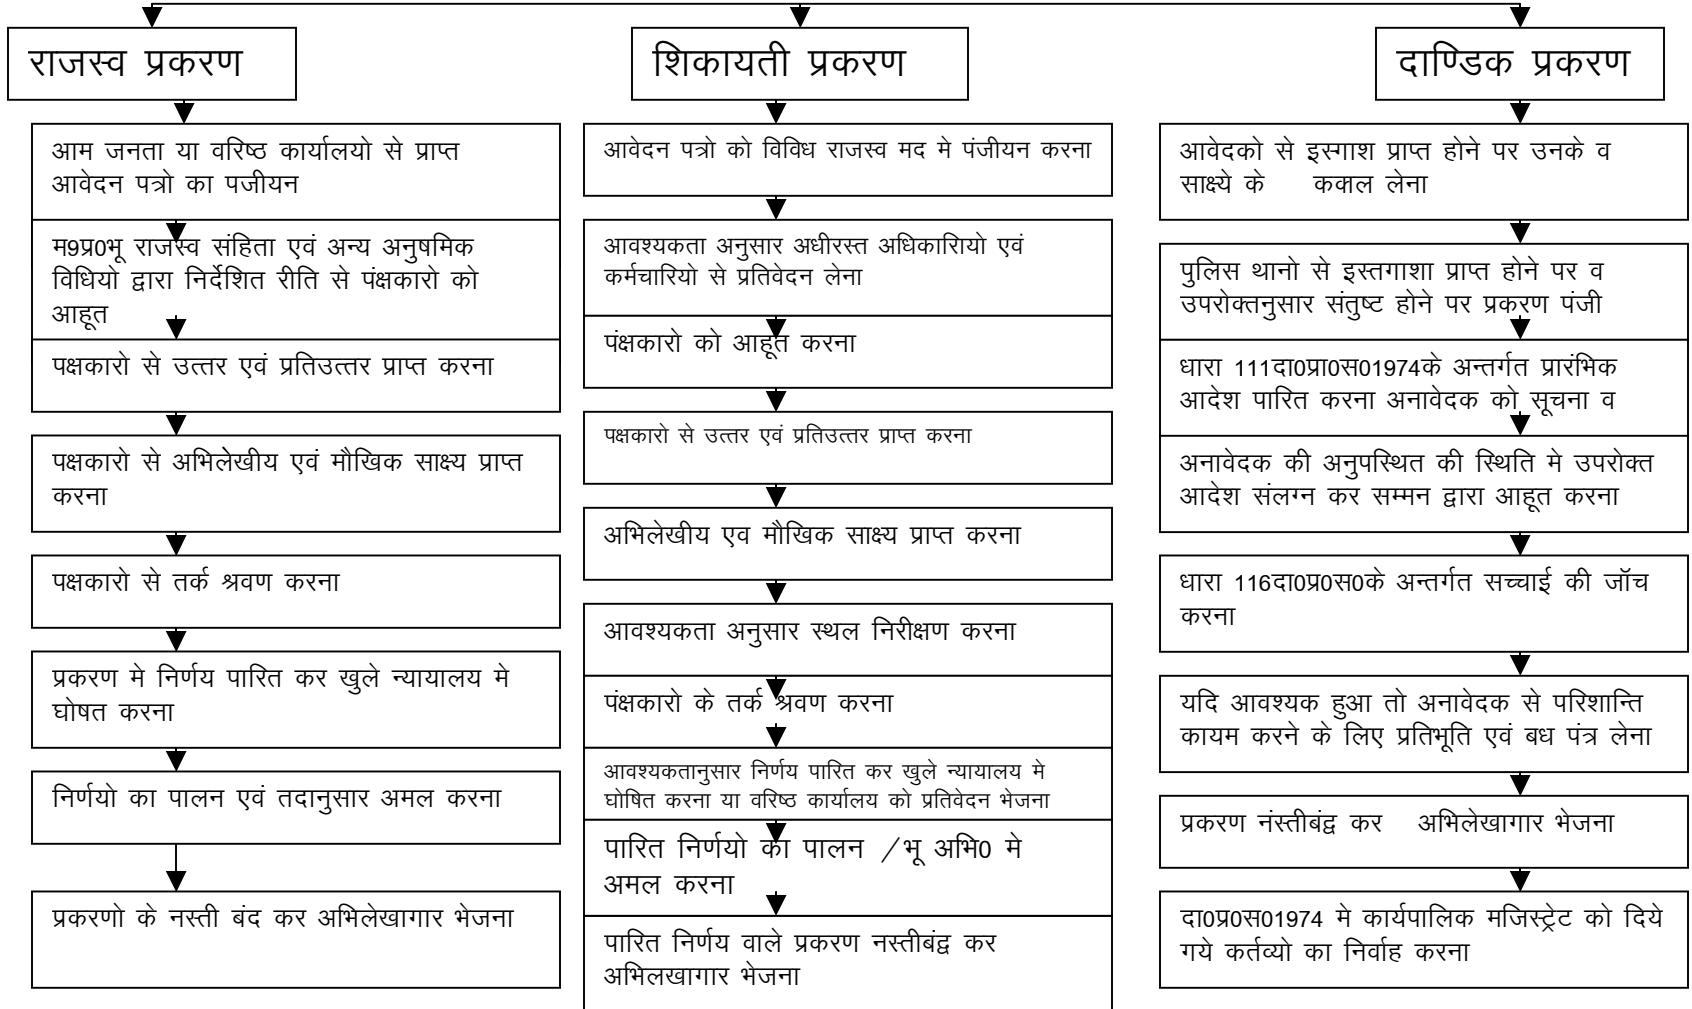 राजस्व प्रकरण
आम जनता या वरिष्ठ कार्यालयो से प्राप्त
आवेदन पत्रो का पजीयन
म9प्र0भू राजस्व संहिता एवं अन्य अनुषमिक
विधियो द्वारा निर्देशित रीति से पंक्षकारो को
आहूत
पक्षकारो से उत्तर एवं प्रतिउत्तर प्राप्त करना
पक्षकारो से अभिलेखीय एवं मौखिक साक्ष्य प्राप्त
करना
पक्षकारो से तर्क श्रवण करना
प्रकरण मे निर्णय पारित कर खुले न्यायालय मे
घोषत करना
निर्णयो का पालन एवं तदानुसार अमल करना
प्रकरणो के नस्ती बंद कर अभिलेखागार भेजना
शिकायती प्रकरण
आवेदन पत्रो को विविध राजस्व मद मे पंजीयन करना
आवश्यकता अनुसार अधीरस्त अधिकारिायो एवं
कर्मचारियो से प्रतिवेदन लेना
पंक्षकारो को आहूत करना
पक्षकारो से उत्तर एवं प्रतिउत्तर प्राप्त करना
अभिलेखीय एव मौखिक साक्ष्य प्राप्त करना
आवश्यकता अनुसार स्थल निरीक्षण करना
पंक्षकारो के तर्क श्रवण करना
आवश्यकतानुसार निर्णय पारित कर खुले न्यायालय मे
घोषित करना या वरिष्ठ कार्यालय को प्रतिवेदन भेजना
पारित निर्णयो का पालन /भू अभि0 मे
अमल करना
पारित निर्णय वाले प्रकरण नस्तीबंद्व कर
अभिलखागार भेजना
दाण्डिक प्रकरण
आवेदको से इस्गाश प्राप्त होने पर उनके व
साक्ष्ये के ककाल लेना
पुलिस थानो से इस्तगाशा प्राप्त होने पर व
उपरोक्तनुसार संतुष्ट होने पर प्रकरण पंजी
धारा 111दा0प्रा0स01974के अन्तर्गत प्रारंभिक
आदेश पारित करना अनावेदक को सूचना व
अनावेदक की अनुपस्थित की स्थिति मे उपरोक्त
आदेश संलग्न कर सम्मन द्वारा आहूत करना
धारा 116दा0प्र0स0के अन्तर्गत सच्चाई की जॉच
करना
यदि आवश्यक हुआ तो अनावेदक से परिशान्ति
कायम करने के लिए प्रतिभूति एवं बध पंत्र लेना
प्रकरण नंस्तीबंद्व कर अभिलेखागार भेजना
दा0प्र0स01974 मे कार्यपालिक मजिस्ट्रेट को दिये
गये कर्तव्यो का निर्वाह करना